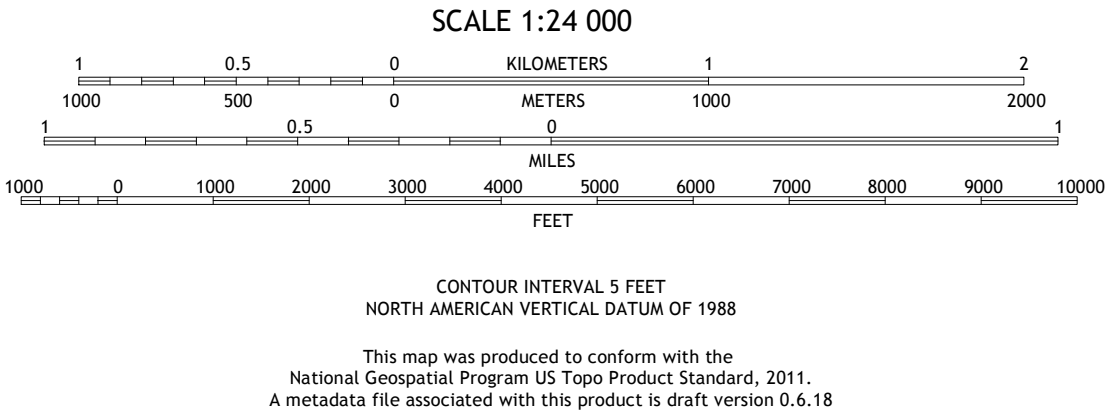 SCALE 1:24 000
1 0.5 0 KILOMETERS 1 2
1000 500 0 METERS 1000 2000
1 0.5 0 1
MILES
1000 0 1000 2000 3000 4000 5000 6000 7000 8000 9000 10000
FEET
CONTOUR INTERVAL 5 FEET
NORTH AMERICAN VERTICAL DATUM OF 1988
This map was produced to conform with the
National Geospatial Program US Topo Product Standard, 2011.
A metadata file associated with this product is draft version 0.6.18